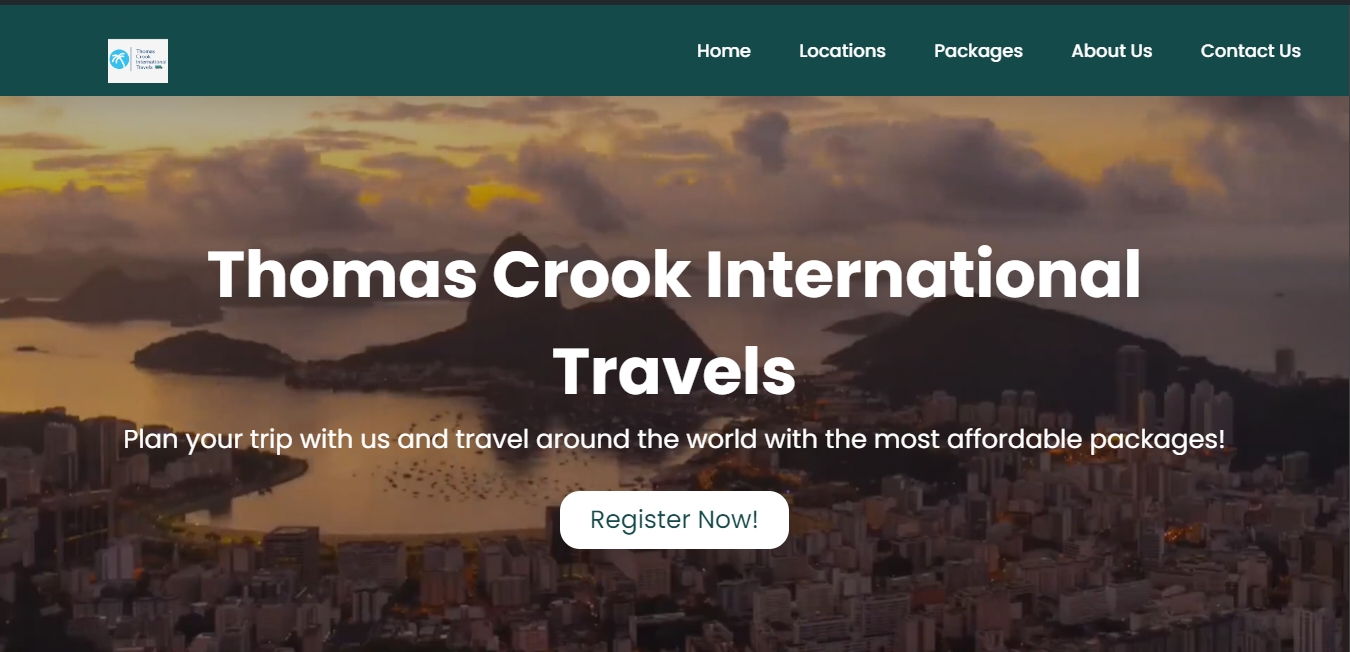 Thomas
Crook
International
Travels
Home Locations Packages About Us Contact Us
Thomas Crook International
Travels
Plan your trip with us and travel around the world with the most affordable packages!
Register Now!